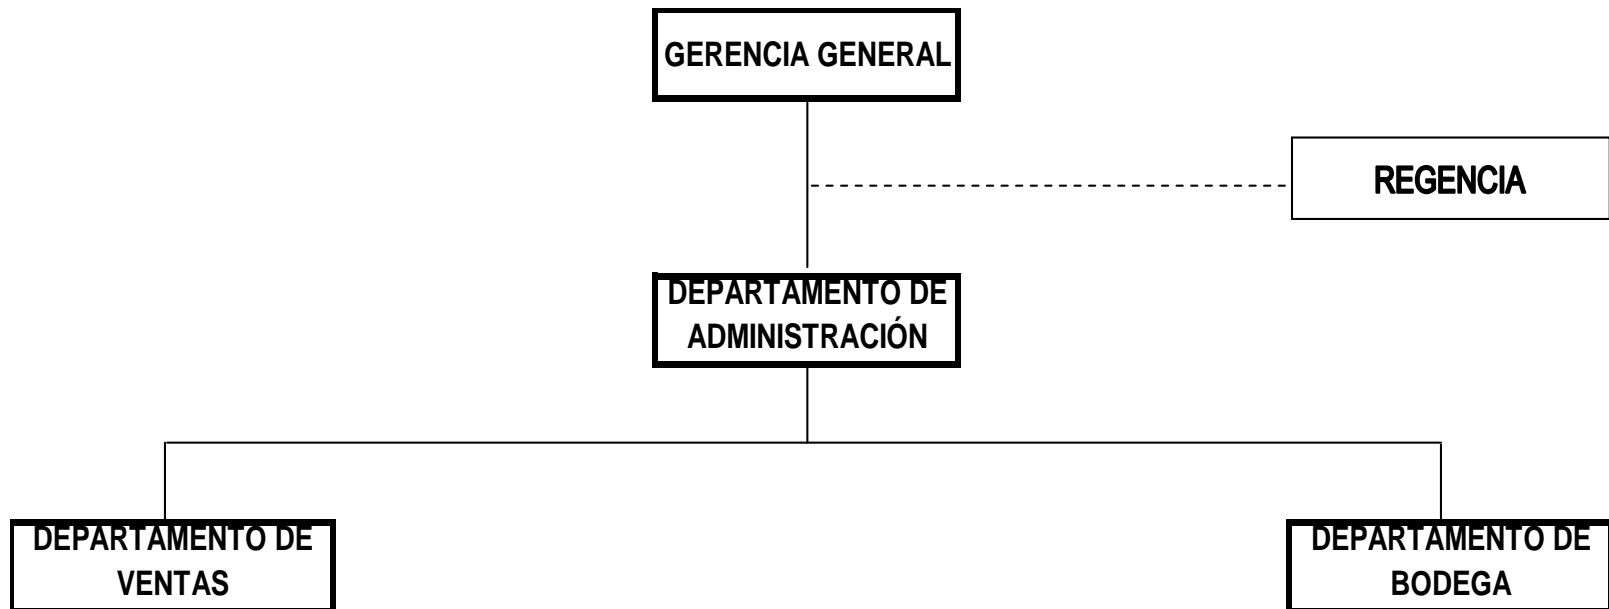 GERENCIA GENERAL
REGENCIA
DEPARTAMENTO DE
ADMINISTRACIÓN
DEPARTAMENTO DE
VENTAS
DEPARTAMENTO DE
BODEGA